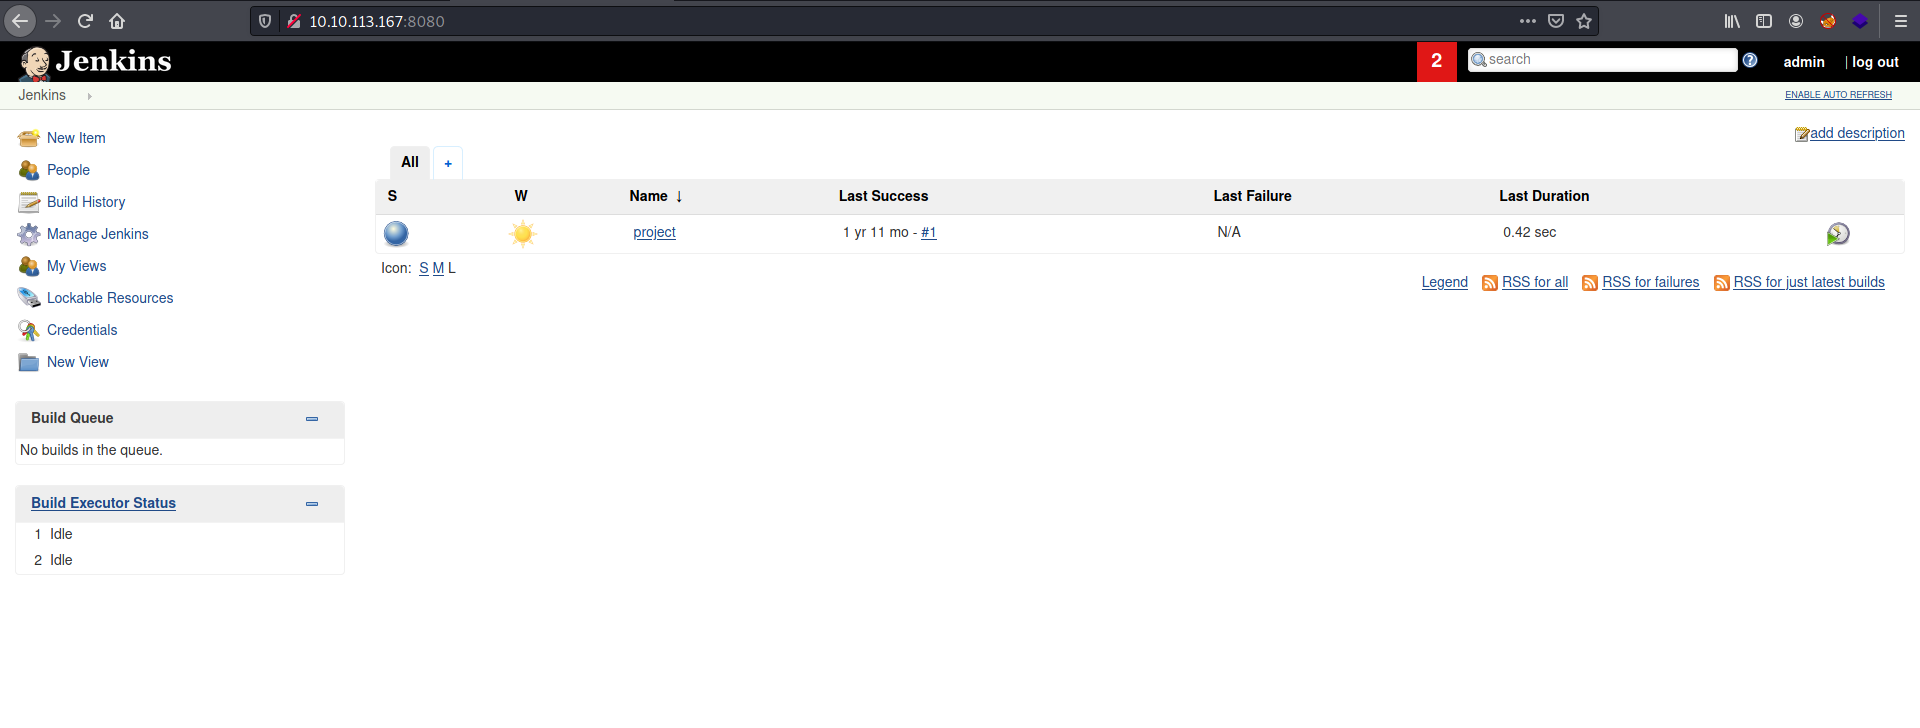 10.10.113.167:8080
Jenkins
2
search
?
admin
| log out
Jenkins
ENABLE AUTO REFRESH
New Item
People
Build History
Manage Jenkins
My Views
Lockable Resources
Credentials
New View
Build Queue
No builds in the queue.
Build Executor Status
1 Idle
2 Idle
add description
All +
S W Name ↓ Last Success Last Failure Last Duration
project 1 yr 11 mo - #1 N/A 0.42 sec
Icon: S M L
Legend RSS for all RSS for failures RSS for just latest builds